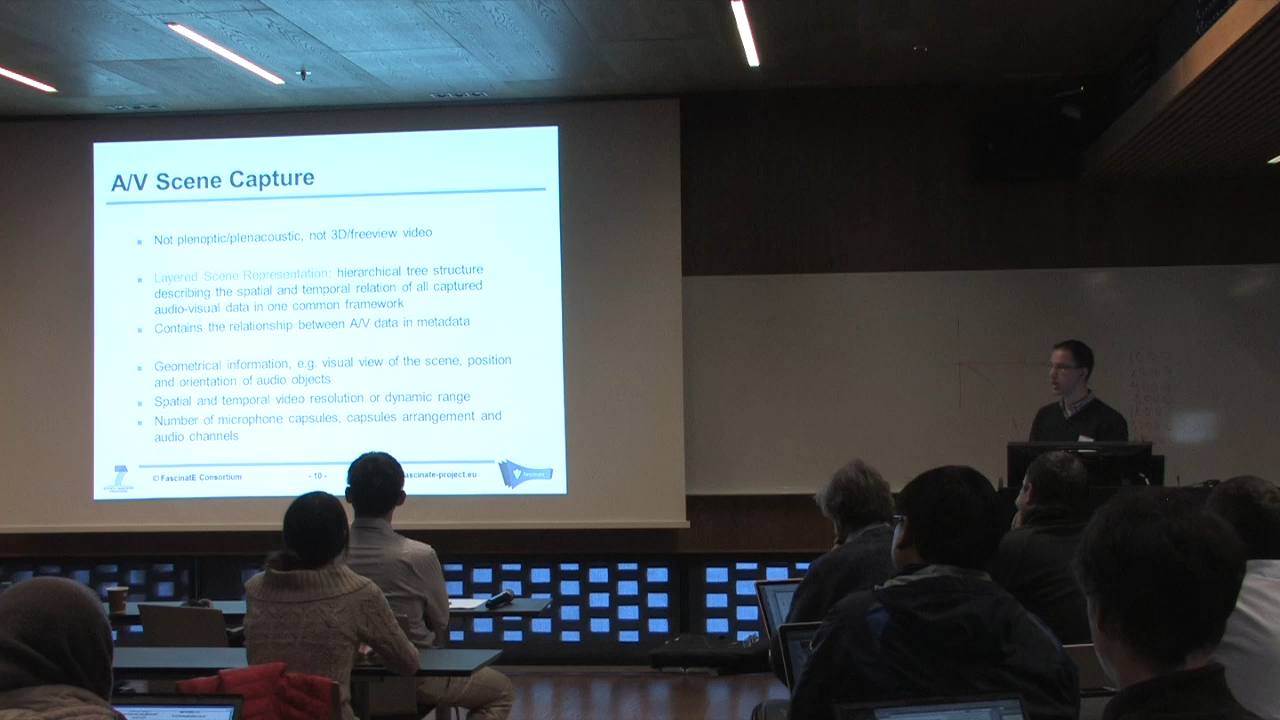 A/V Scene Capture
Not plenoptic/plenacoustic, not 3D/freeview video
Layered Scene Representation: hierarchical tree structure
describing the spatial and temporal relation of all captured
audio-visual data in one common framework
Contains the relationship between A/V data in metadata
Geometrical information, e.g. visual view of the scene, position
and orientation of audio objects
Spatial and temporal video resolution or dynamic range
Number of microphone capsules, capsules arrangement and
audio channels
© FascinatE Consortium - 10 - ascinate-project.eu